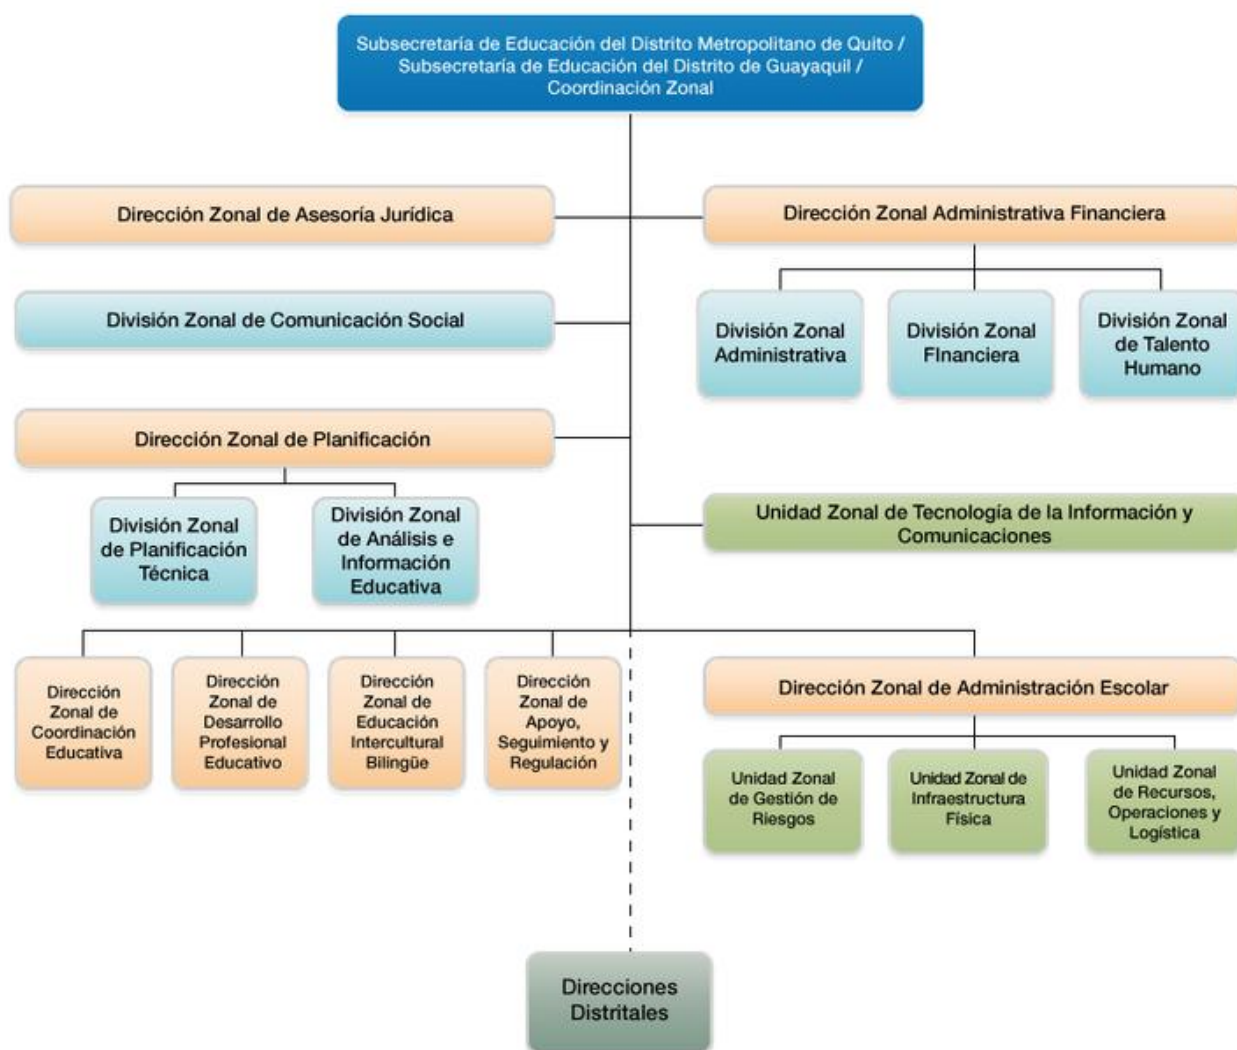 Subsecretaría de Educación del Distrito Metropolitano de Quito /
Subsecretaría de Educación del Distrito de Guayaquil /
Coordinación Zonal
Dirección Zonal de Asesoría Jurídica
Dirección Zonal Administrativa Financiera
División Zonal de Comunicación Social
División Zonal
Administrativa
División Zonal
FInanciera
División Zonal
de Talento
Humano
Dirección Zonal de Planificación
División Zonal
de Planificación
Técnica
División Zonal
de Análisis e
Información
Educativa
Unidad Zonal de Tecnología de la Información y
Comunicaciones
Dirección
Zonal de
Coordinación
Educativa
Dirección
Zonal de
Desarrollo
Profesional
Educativo
Dirección
Zonal de
Educación
Intercultural
Bilingüe
Dirección
Zonal de
Apoyo,
Seguimiento y
Regulación
Dirección Zonal de Administración Escolar
Unidad Zonal
de Gestión de
Riesgos
Unidad Zonal de
Infraestructura
Física
Unidad Zonal
de Recursos,
Operaciones y
Logística
Direcciones
Distritales